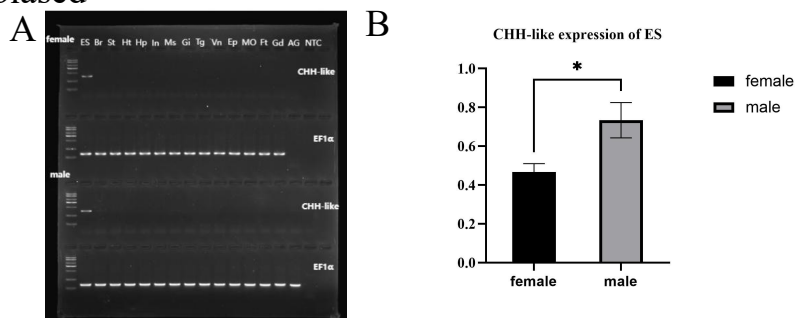 biased
A
female
ES Br St Ht Hp In Ms Gi Tg Vn Ep MO Ft Gd AG NTC
CHH-like
EF1α
male
CHH-like
EF1α
B
CHH-like expression of ES
*
1.0
0.8
0.6
0.4
0.2
0.0
female
male
female
male